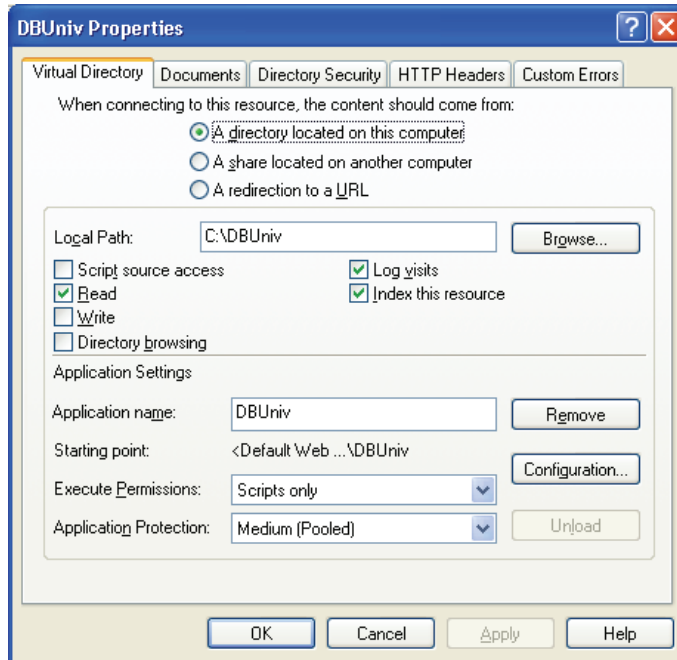 DBUniv Properties
Virtual Directory Documents Directory Security HTTP Headers Custom Errors
When connecting to this resource, the content should come from:
A directory located on this computer
A share located on another computer
A redirection to a URL
Local Path: C:\DBUniv Browse...
Script source access Log visits
Read Index this resource
Write
Directory browsing
Application Settings
Application name: DBUniv Remove
Starting point: <Default Web ...\DBUniv
Configuration...
Execute Permissions: Scripts only
Application Protection: Medium (Pooled) Unload
OK Cancel Apply Help